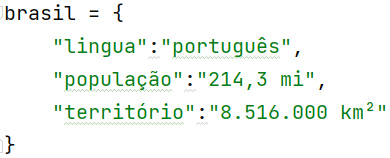 brasil = {
    "lingua":"português",
    "população":"214,3 mi",
    "território":"8.516.000 km²"
}